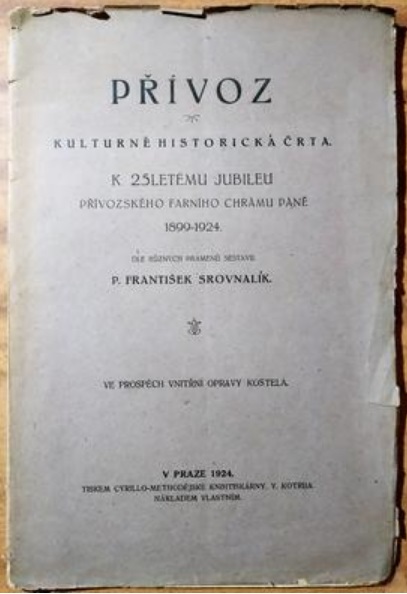 PŘÍVOZ
KULTURNĚ HISTORICKÁ ČRTA.
K 25LETÉMU JUBILEU
PŘÍVOZSKÉHO FARNÍHO CHRÁMU PÁNĚ
1899-1924.
DLE RŮZNÝCH PRAMENŮ SESTAVIL
P. FRANTIŠEK SROVNALÍK.
VE PROSPĚCH VNITŘNÍ OPRAVY KOSTELA.
V PRAZE 1924.
TISKEM CYRILLO-METHODĚJSKÉ KNIHTISKÁRNY, V. KOTRBA
NÁKLADEM VLASTNÍM.